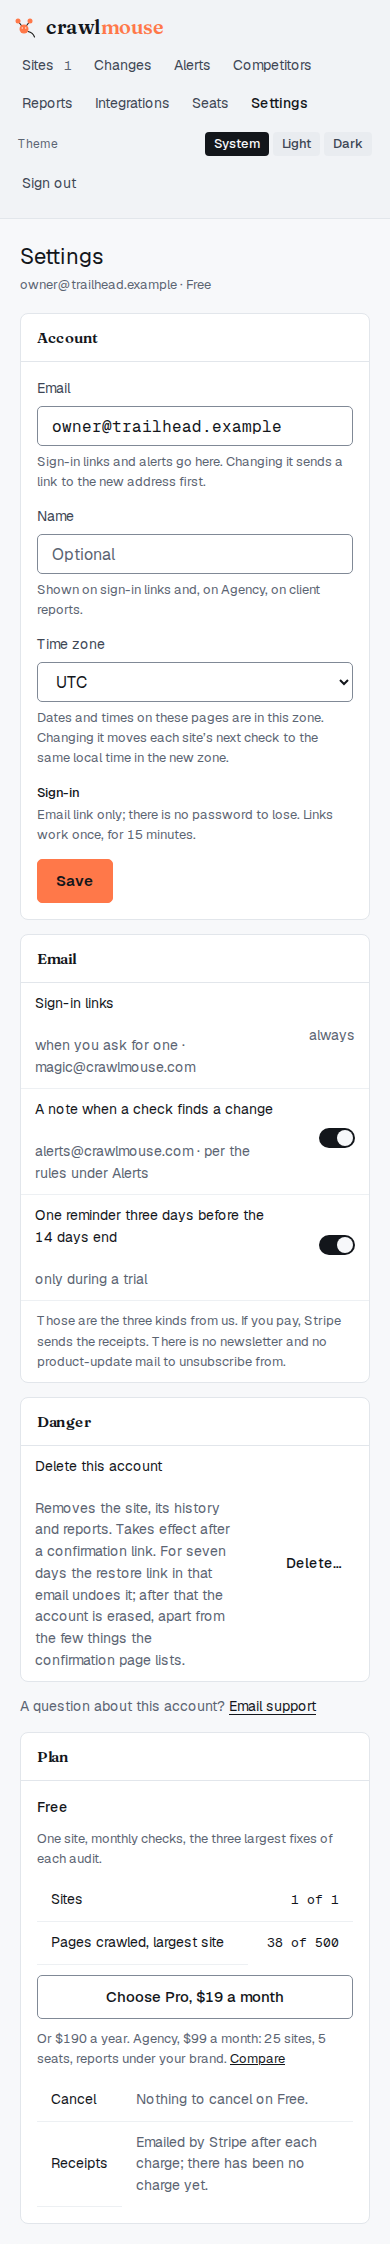 crawlmouse
Sites 1 Changes Alerts Competitors
Reports Integrations Seats Settings
Theme System Light Dark
Sign out
Settings
owner@trailhead.example · Free
Account
Email
owner@trailhead.example
Sign-in links and alerts go here. Changing it sends a
link to the new address first.
Name
Optional
Shown on sign-in links and, on Agency, on client
reports.
Time zone
UTC
Dates and times on these pages are in this zone.
Changing it moves each site's next check to the
same local time in the new zone.
Sign-in
Email link only; there is no password to lose. Links
work once, for 15 minutes.
Save
Email
Sign-in links
always
when you ask for one ·
magic@crawlmouse.com
A note when a check finds a change
alerts@crawlmouse.com · per the
rules under Alerts
One reminder three days before the
14 days end
only during a trial
Those are the three kinds from us. If you pay, Stripe
sends the receipts. There is no newsletter and no
product-update mail to unsubscribe from.
Danger
Delete this account
Removes the site, its history
and reports. Takes effect after
a confirmation link. For seven
days the restore link in that
email undoes it; after that the
account is erased, apart from
the few things the
confirmation page lists.
Delete…
A question about this account? Email support
Plan
Free
One site, monthly checks, the three largest fixes of
each audit.
Sites 1 of 1
Pages crawled, largest site 38 of 500
Choose Pro, $19 a month
Or $190 a year. Agency, $99 a month: 25 sites, 5
seats, reports under your brand. Compare
Cancel Nothing to cancel on Free.
Receipts Emailed by Stripe after each
charge; there has been no
charge yet.